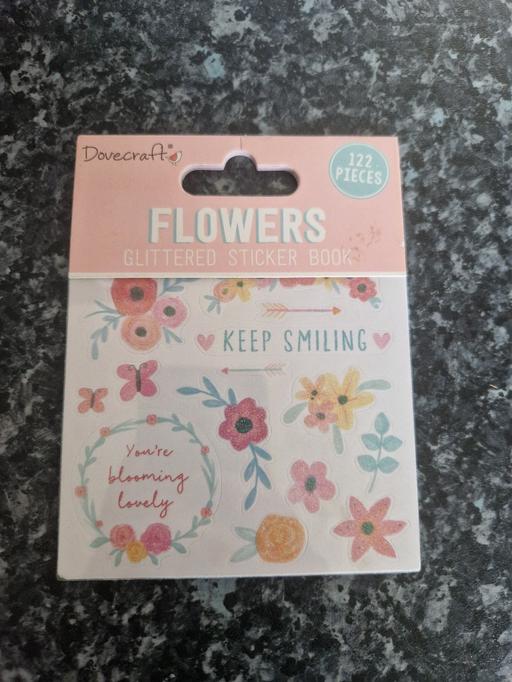 Dovecraft
122
PIECES
FLOWERS
GLITTERED STICKER BOOK
KEEP SMILING
You're
blooming
lovely